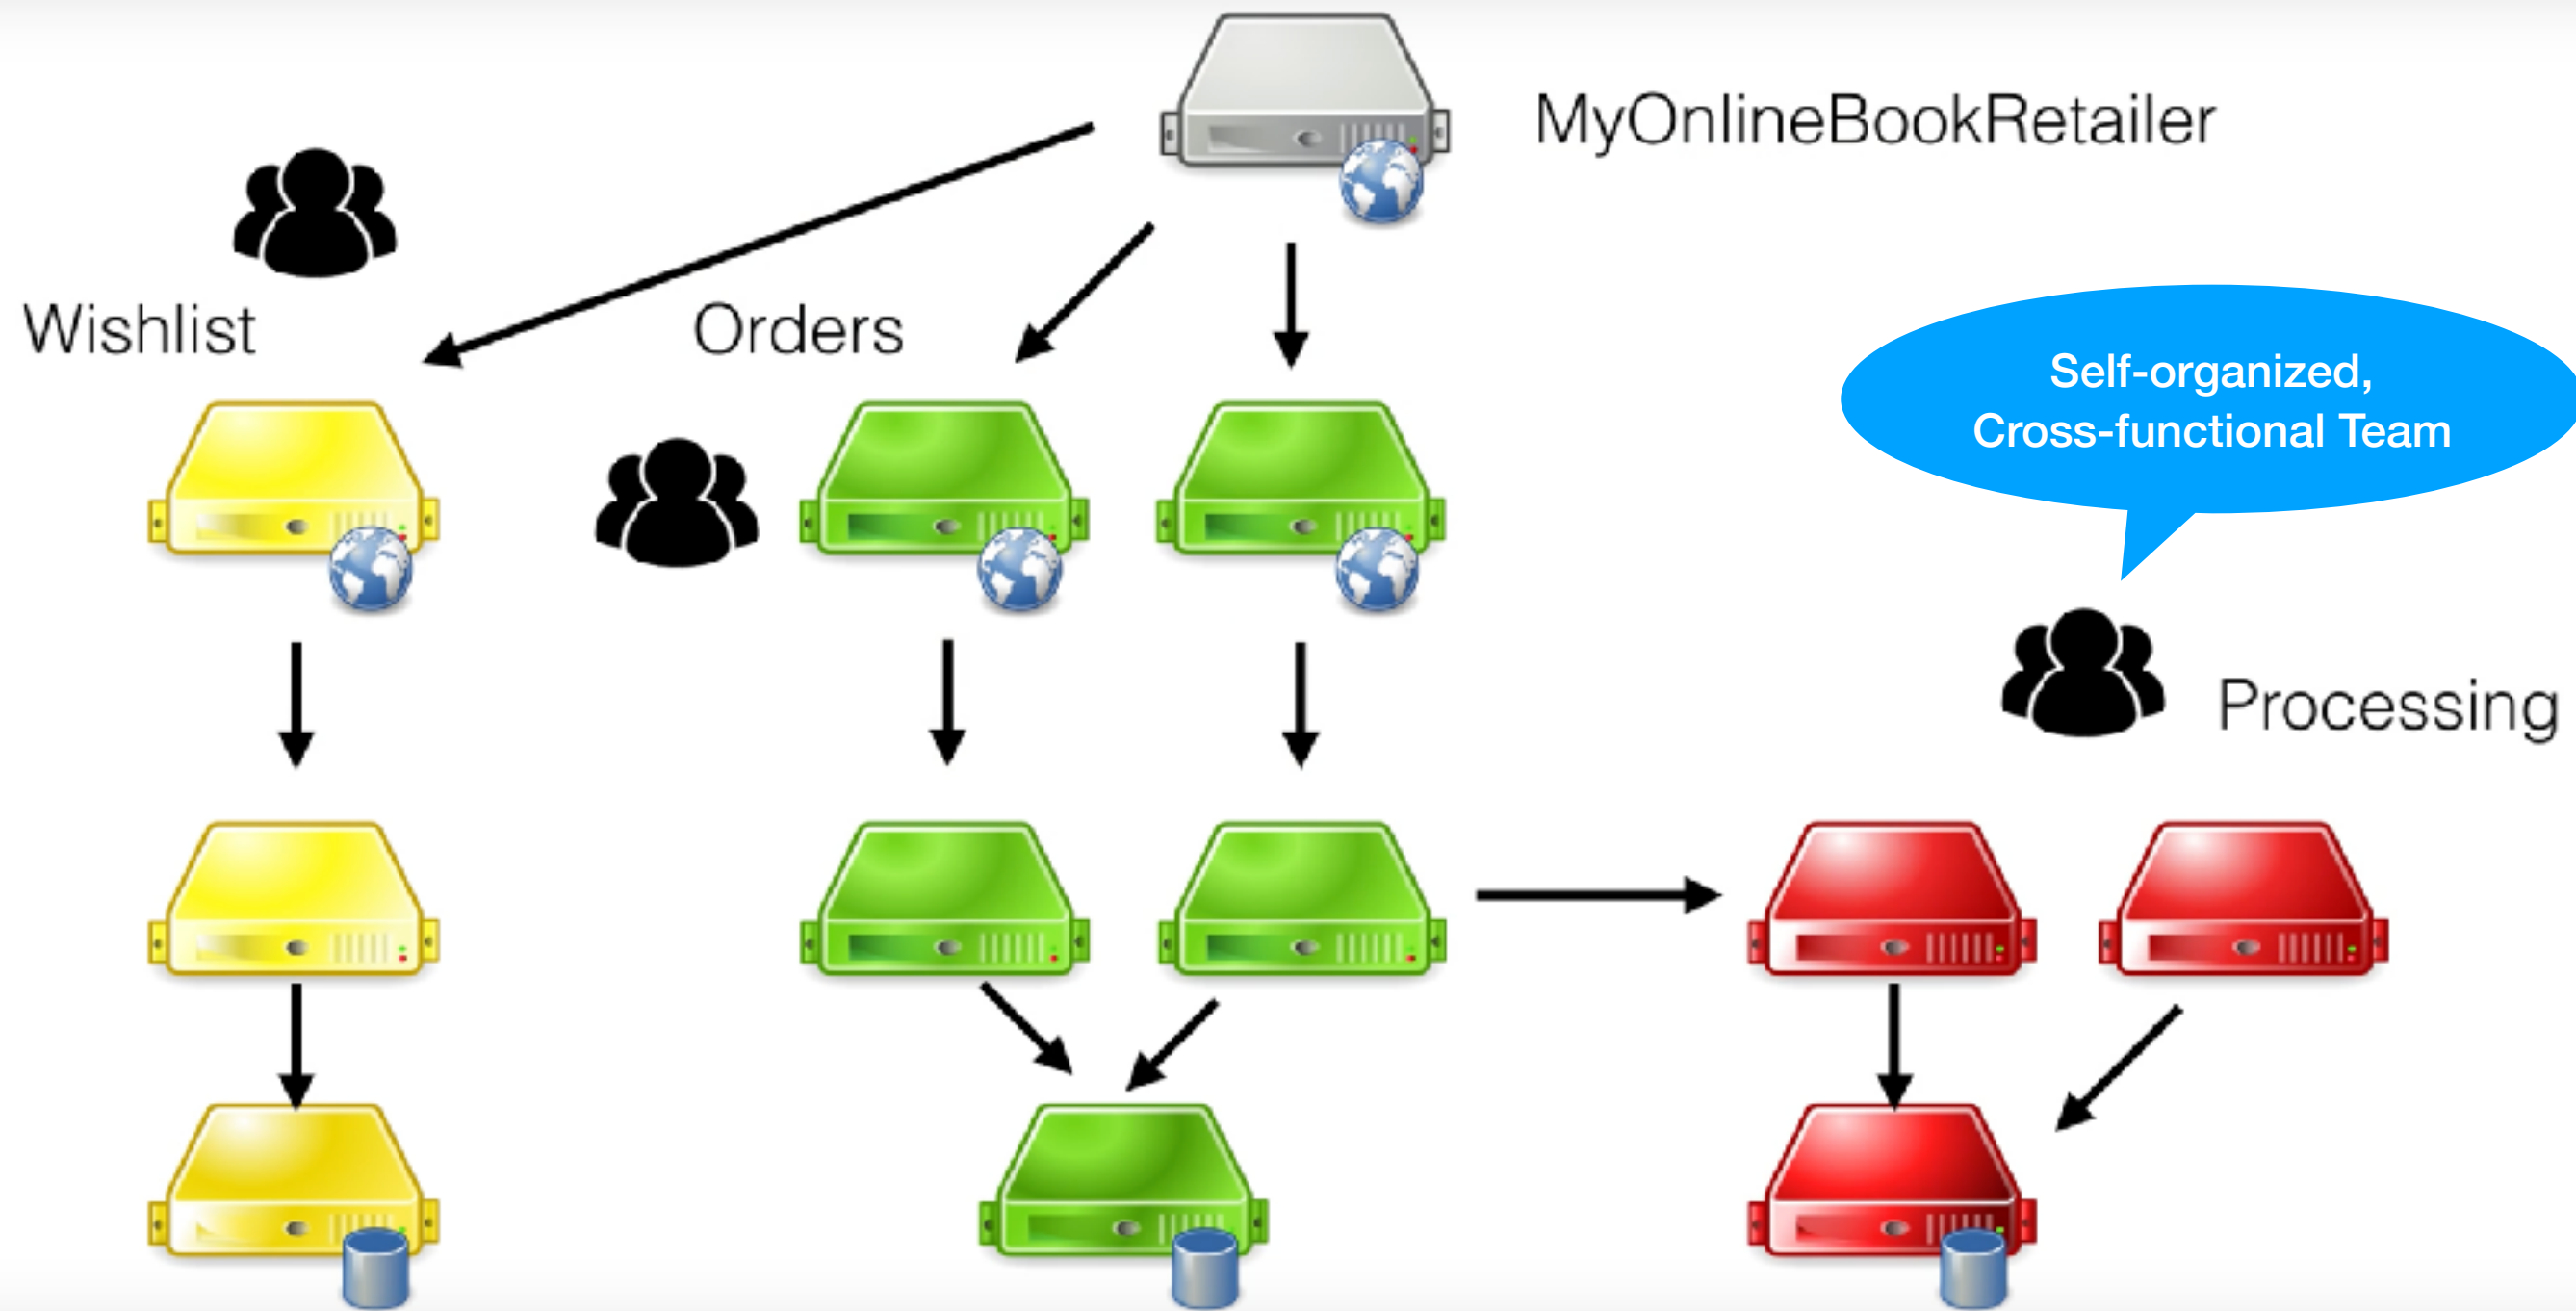 MyOnlineBookRetailer
Wishlist
Orders
Self-organized,
Cross-functional Team
Processing